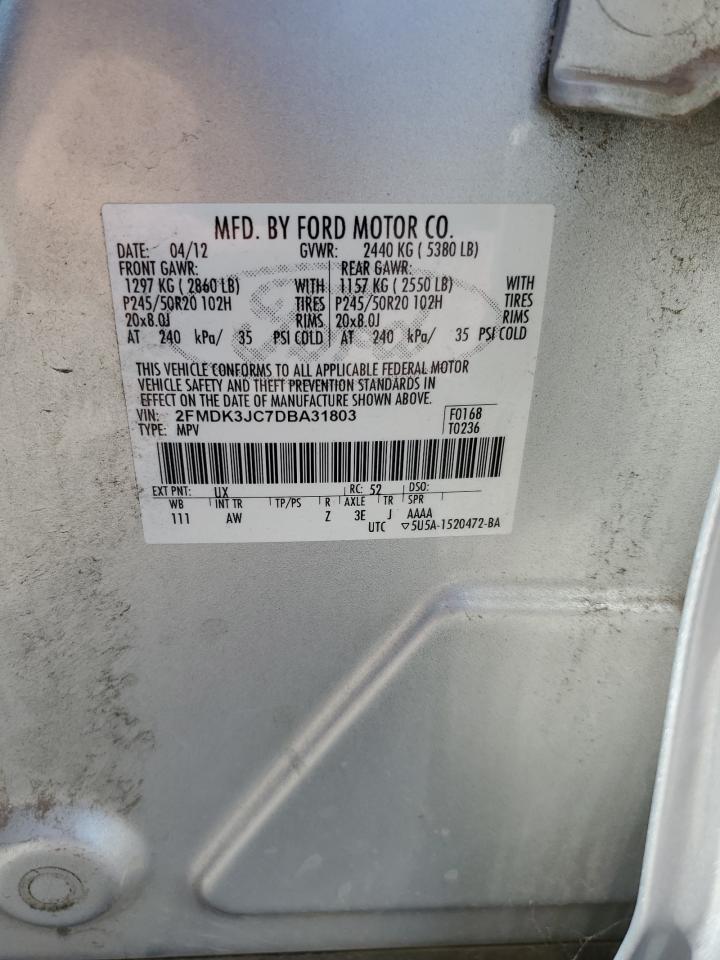 MFD. BY FORD MOTOR CO.
DATE: 04/12 GVWR: 2440 KG ( 5380 LB)
FRONT GAWR: REAR GAWR:
1297 KG ( 2860 LB) WITH 1157 KG ( 2550 LB) WITH
P245/50R20 102H TIRES P245/50R20 102H TIRES
20x8.0J RIMS 20x8.0J RIMS
AT 240 kPa/ 35 PSI COLD AT 240 kPa/ 35 PSI COLD
THIS VEHICLE CONFORMS TO ALL APPLICABLE FEDERAL MOTOR
VEHICLE SAFETY AND THEFT PREVENTION STANDARDS IN
EFFECT ON THE DATE OF MANUFACTURE SHOWN ABOVE.
VIN: 2FMDK3JC7DBA31803 F0168
TYPE: MPV T0236
EXT PNT: UX RC: 52 DSO:
WB INT TR TP/PS R AXLE TR SPR
111 AW Z 3E J AAAA
UTC ▽5U5A-1520472-BA